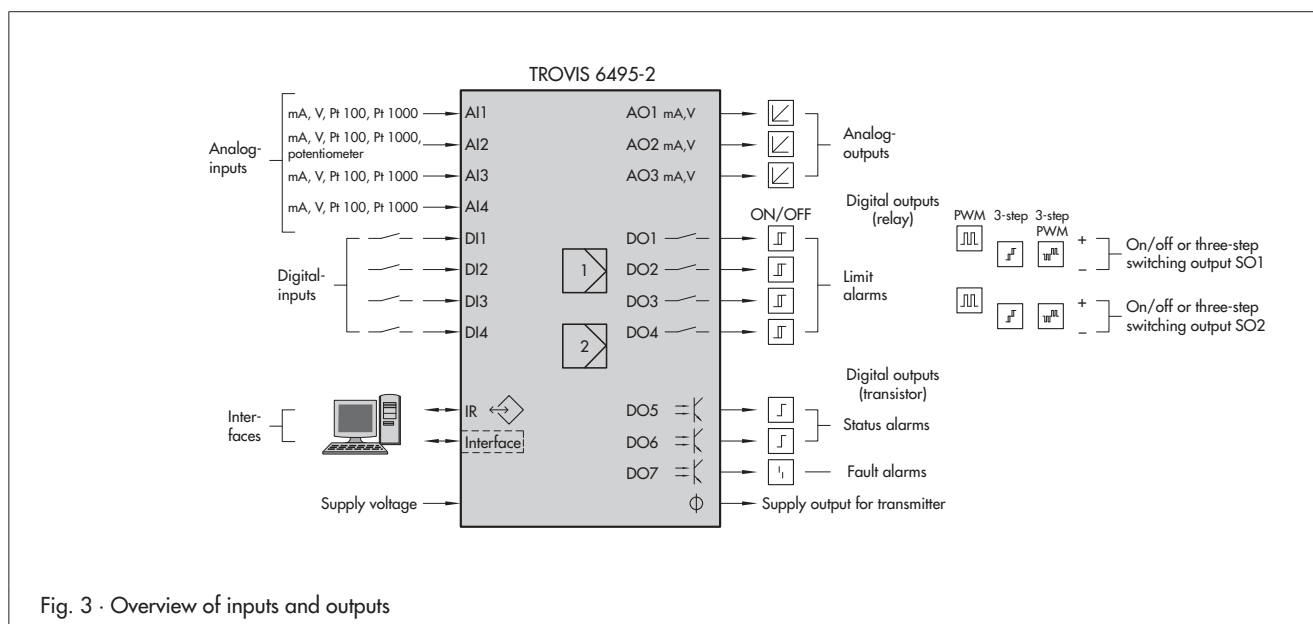 TROVIS 6495-2
Analog-
inputs
mA, V, Pt 100, Pt 1000
mA, V, Pt 100, Pt 1000,
potentiometer
mA, V, Pt 100, Pt 1000
mA, V, Pt 100, Pt 1000
AI1
AI2
AI3
AI4
AO1 mA,V
AO2 mA,V
AO3 mA,V
Analog-
outputs
Digital-
inputs
DI1
DI2
DI3
DI4
1
2
DO1
DO2
DO3
DO4
ON/OFF
Limit
alarms
Digital outputs
(relay)
PWM
3-step
3-step
PWM
+
−
On/off or three-step
switching output SO1
+
−
On/off or three-step
switching output SO2
Inter-
faces
IR
Interface
Digital outputs
(transistor)
DO5
DO6
DO7
Status alarms
Fault alarms
Supply voltage
Supply output for transmitter
Fig. 3 · Overview of inputs and outputs